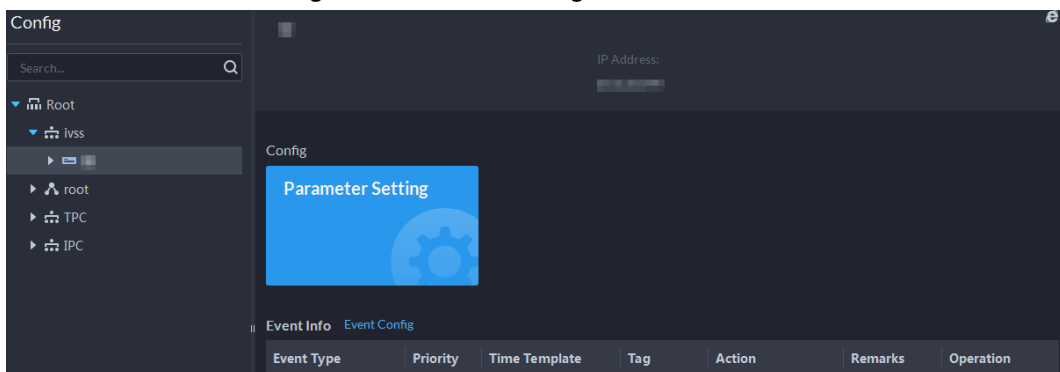 Config
Search...
Root
ivss
root
TPC
IPC
IP Address:
Config
Parameter Setting
Event Info Event Config
Event Type Priority Time Template Tag Action Remarks Operation